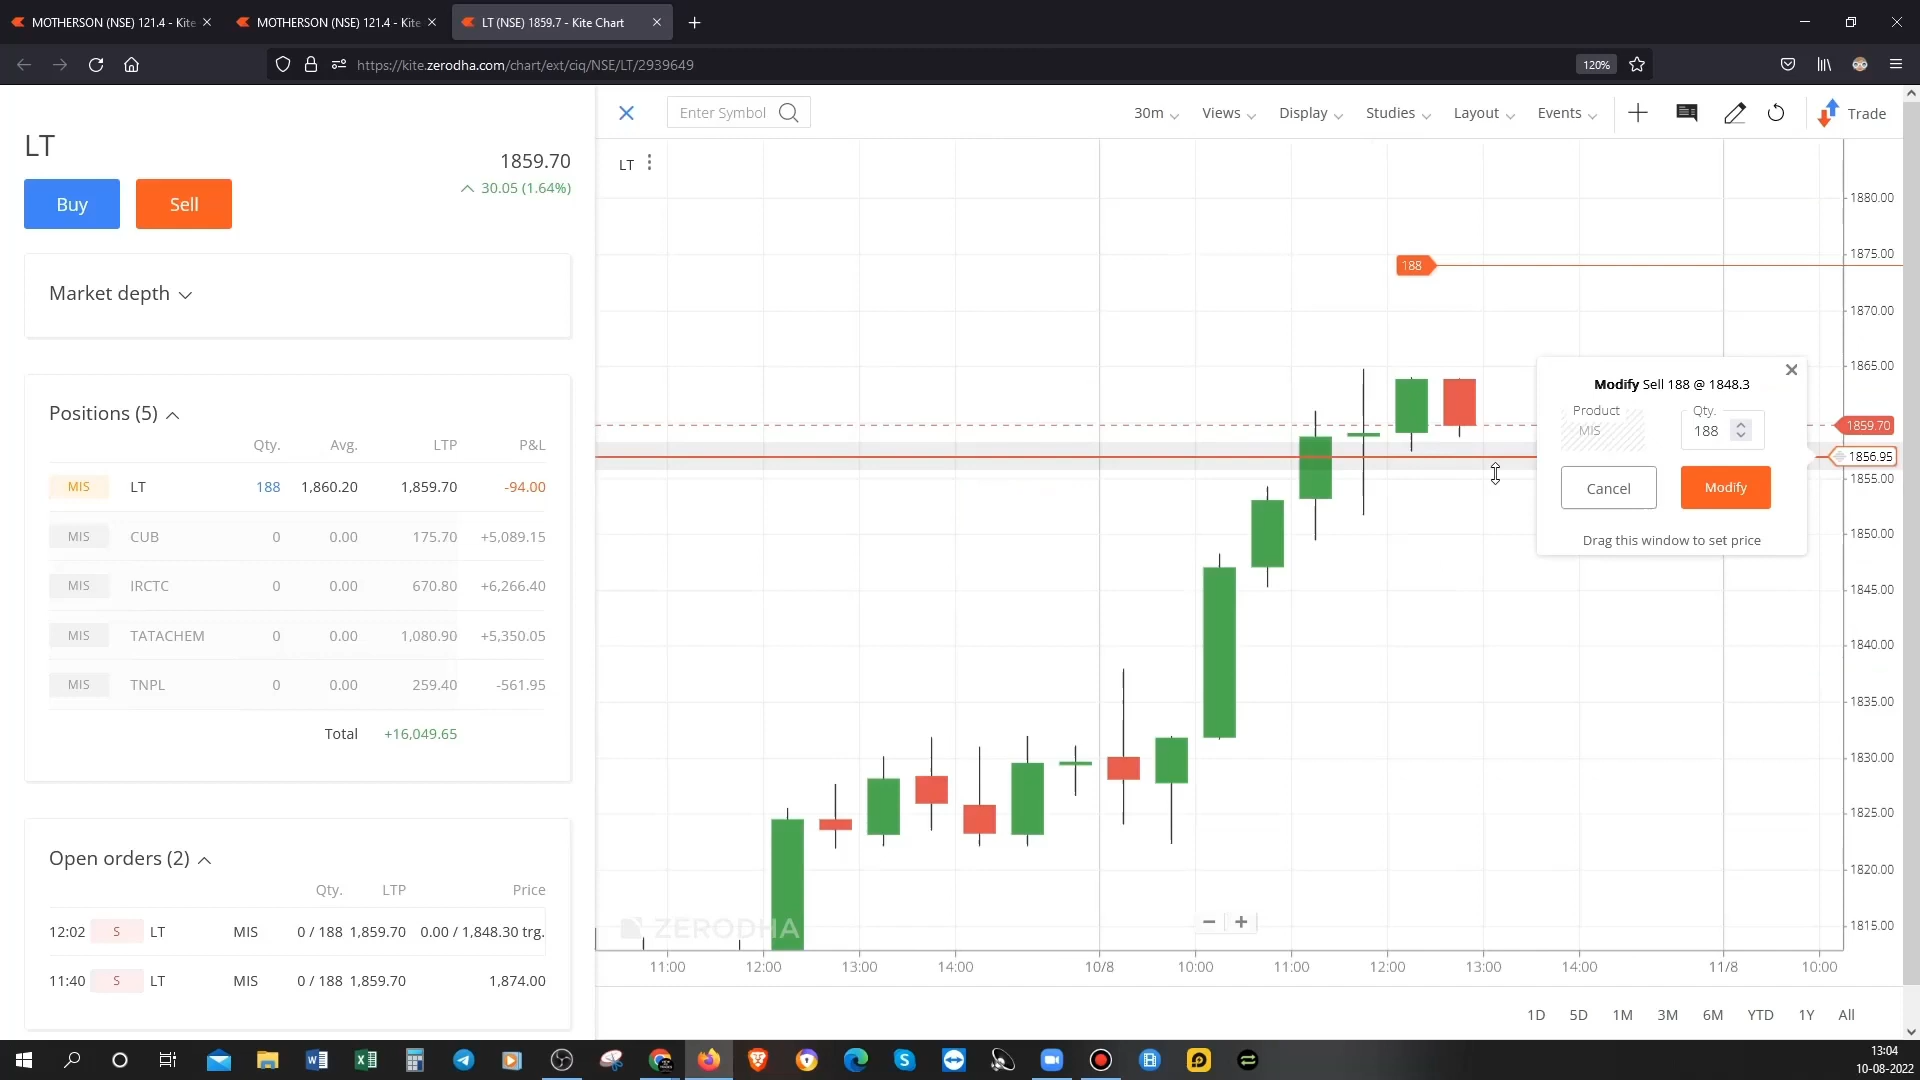 MOTHERSON (NSE) 121.4 - Kite
MOTHERSON (NSE) 121.4 - Kite
LT (NSE) 1859.7 - Kite Chart
https://kite.zerodha.com/chart/ext/ciq/NSE/LT/2939649
120%
LT
1859.70
30.05 (1.64%)
Buy
Sell
Market depth
Positions (5)
Qty. Avg. LTP P&L
MIS LT 188 1,860.20 1,859.70 -94.00
MIS CUB 0 0.00 175.70 +5,089.15
MIS IRCTC 0 0.00 670.80 +6,266.40
MIS TATACHEM 0 0.00 1,080.90 +5,350.05
MIS TNPL 0 0.00 259.40 -561.95
Total +16,049.65
Open orders (2)
Qty. LTP Price
12:02 S LT MIS 0 / 188 1,859.70 0.00 / 1,848.30 trg.
11:40 S LT MIS 0 / 188 1,859.70 1,874.00
Enter Symbol
30m Views Display Studies Layout Events Trade
LT
188
Modify Sell 188 @ 1848.3
Product
MIS
Qty.
188
Cancel
Modify
Drag this window to set price
1880.00
1875.00
1870.00
1865.00
1859.70
1856.95
1855.00
1850.00
1845.00
1840.00
1835.00
1830.00
1825.00
1820.00
1815.00
ZERODHA
11:00 12:00 13:00 14:00 10/8 10:00 11:00 12:00 13:00 14:00 11/8 10:00
1D 5D 1M 3M 6M YTD 1Y All
13:04
10-08-2022